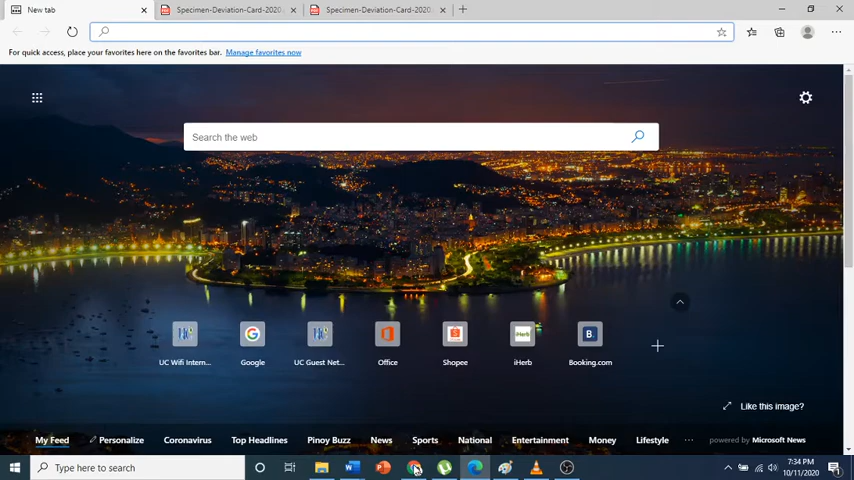 New tab
Specimen-Deviation-Card-2020
Specimen-Deviation-Card-2020
For quick access, place your favorites here on the favorites bar. Manage favorites now
Search the web
UC Wifi Intern... Google UC Guest Net... Office Shopee iHerb Booking.com
Like this image?
My Feed Personalize Coronavirus Top Headlines Pinoy Buzz News Sports National Entertainment Money Lifestyle ... powered by Microsoft News
Type here to search
7:34 PM
10/11/2020